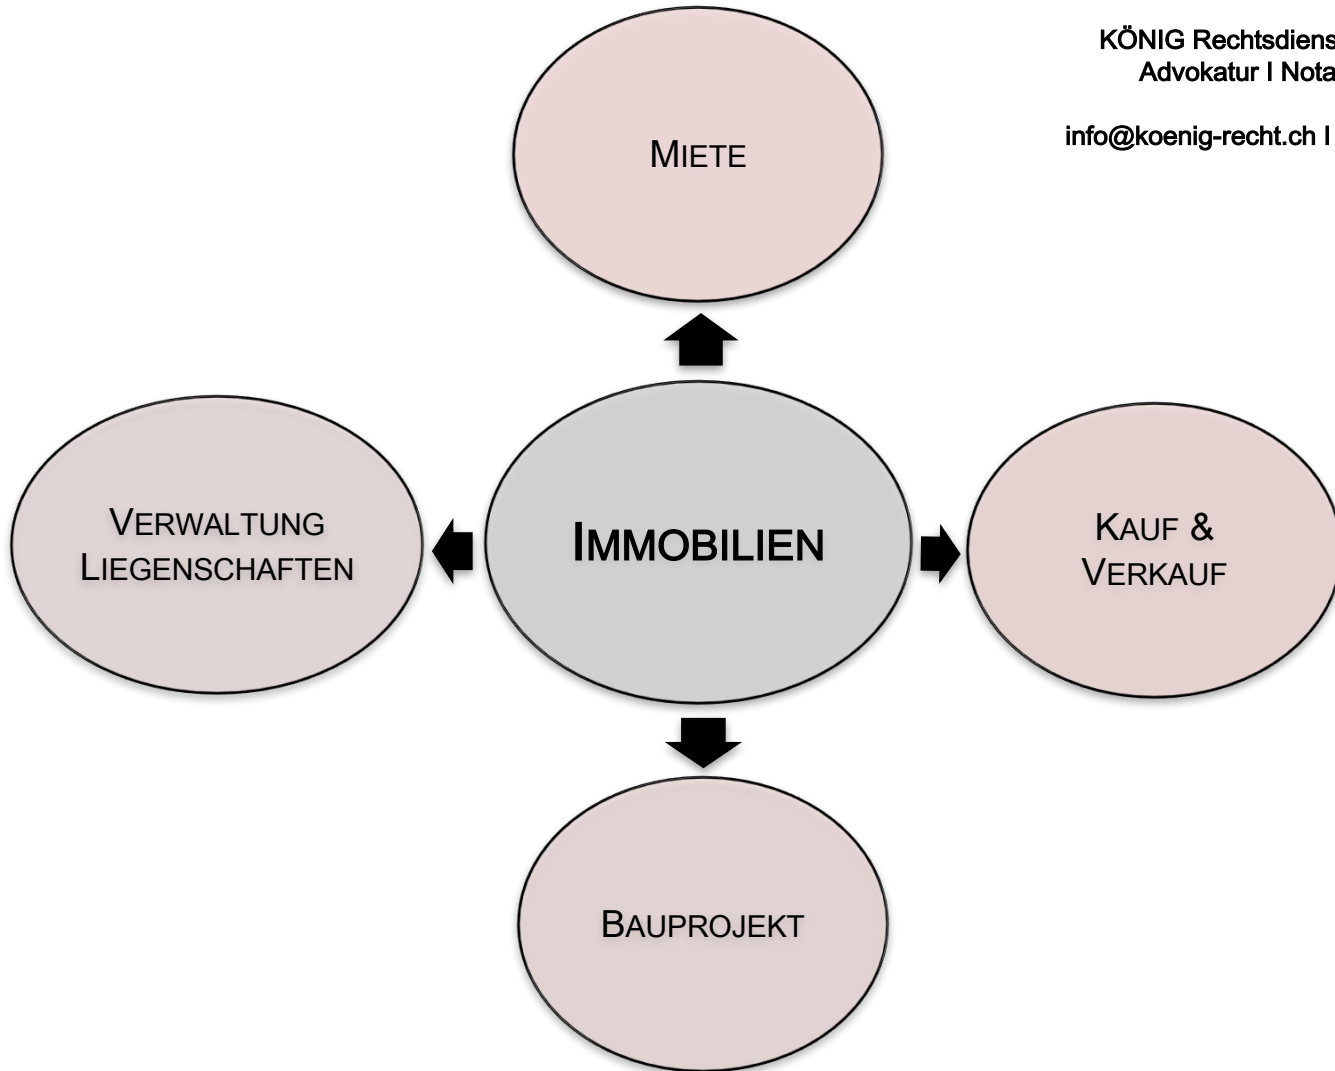 KÖNIG Rechtsdiens
Advokatur I Nota
info@koenig-recht.ch I
MIETE
VERWALTUNG
LIEGENSCHAFTEN
IMMOBILIEN
KAUF &
VERKAUF
BAUPROJEKT